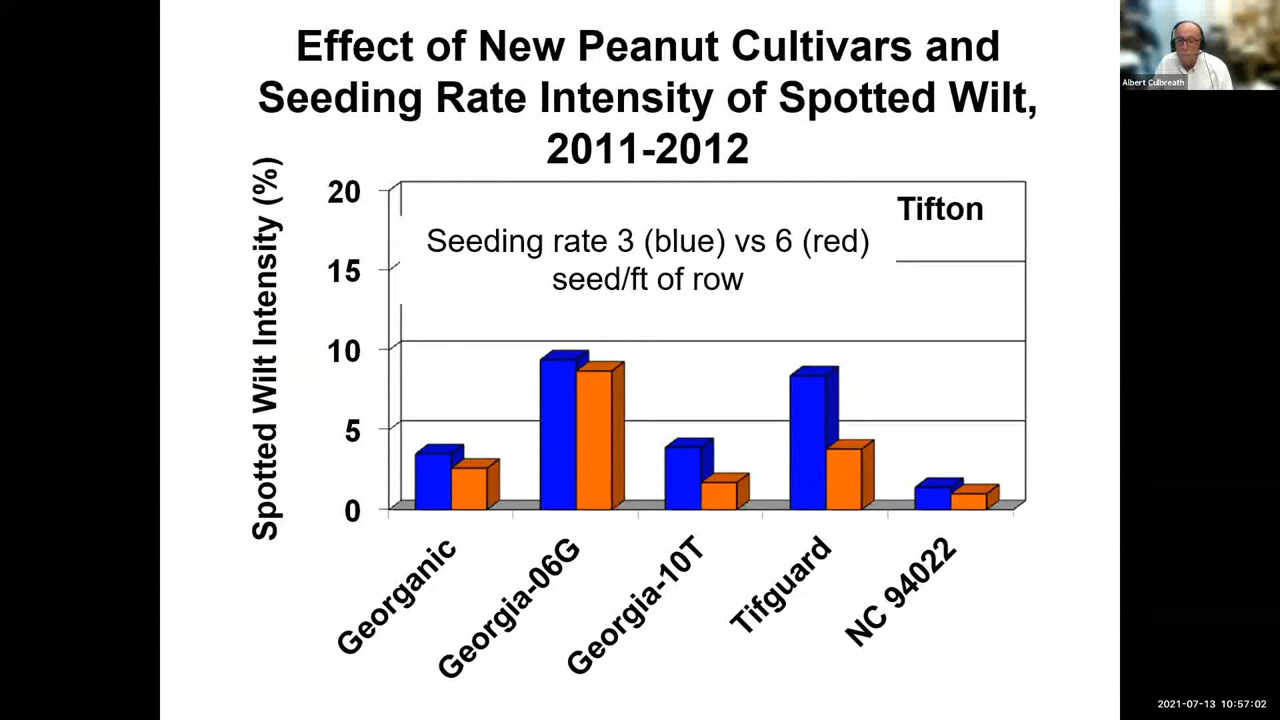 Effect of New Peanut Cultivars and
Seeding Rate Intensity of Spotted Wilt,
2011-2012
Albert Culbreath
Spotted Wilt Intensity (%)
20
15
10
5
0
Tifton
Seeding rate 3 (blue) vs 6 (red)
seed/ft of row
Georganic
Georgia-06G
Georgia-10T
Tifguard
NC 94022
2021-07-13 10:57:02